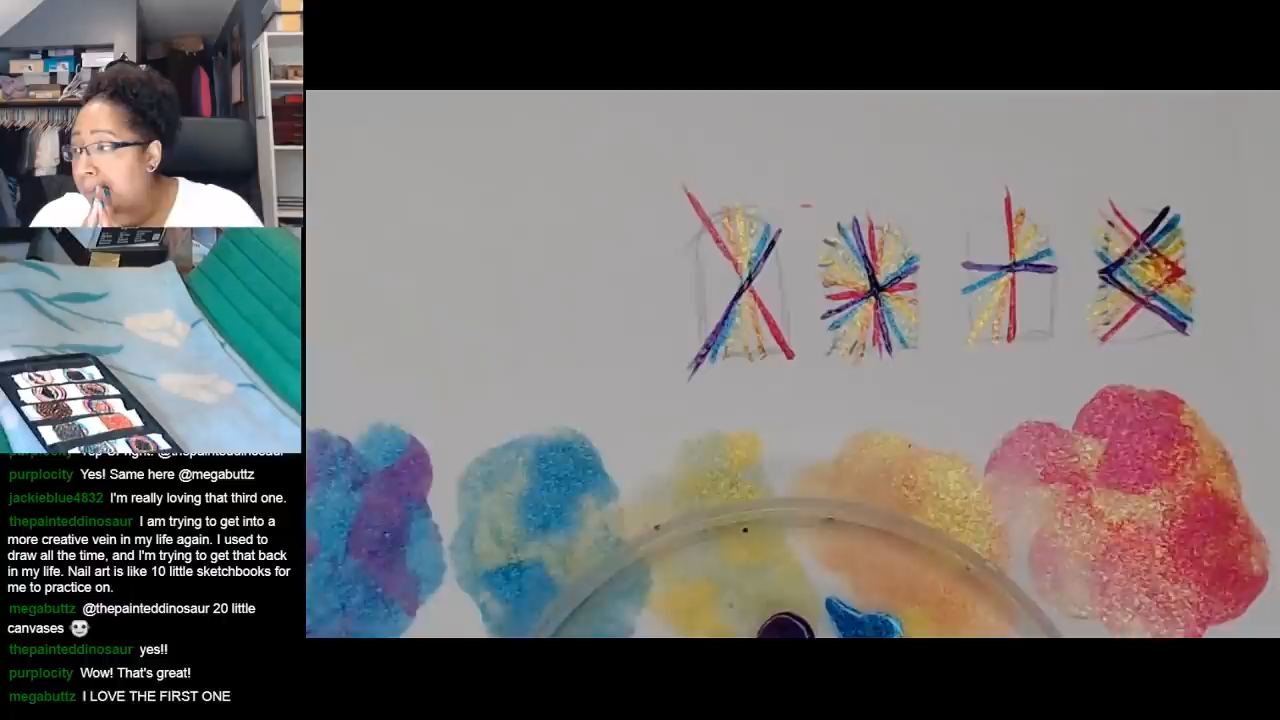 purplocity Yes! Same here @megabuttz
jackieblue4832 I'm really loving that third one.
thepainteddinosaur I am trying to get into a
more creative vein in my life again. I used to
draw all the time, and I'm trying to get that back
in my life. Nail art is like 10 little sketchbooks for
me to practice on.
megabuttz @thepainteddinosaur 20 little
canvases
thepainteddinosaur yes!!
purplocity Wow! That's great!
megabuttz I LOVE THE FIRST ONE